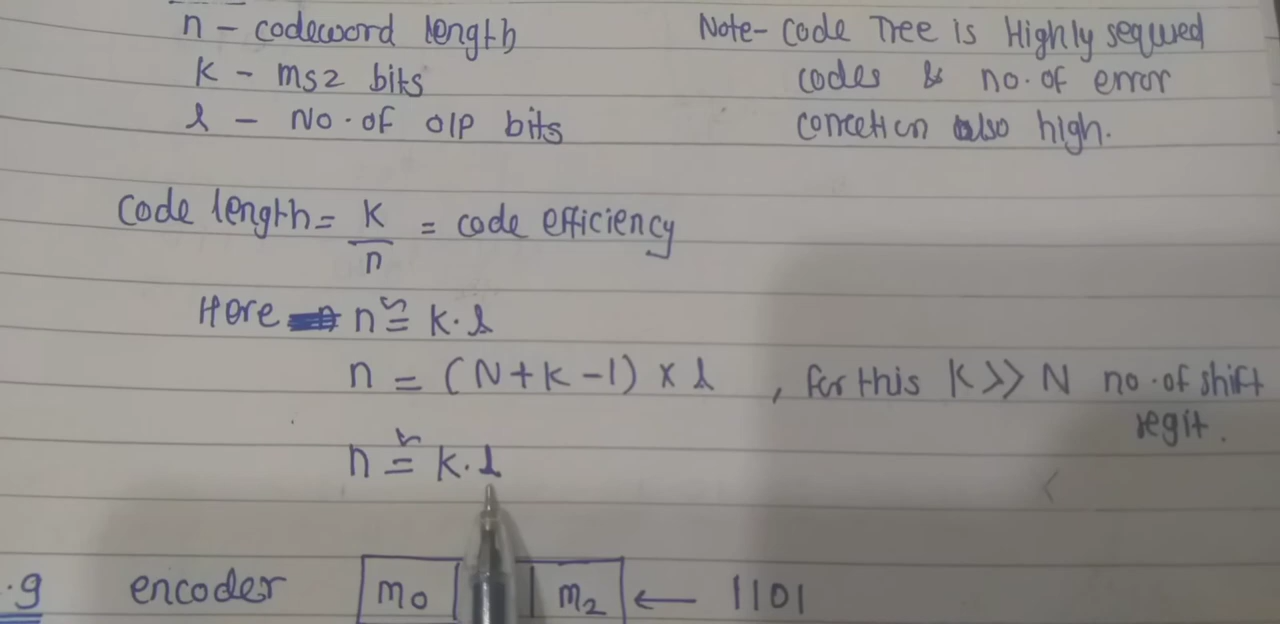 n - codeword length
k - msz bits
l - No. of o/p bits
Note- Code Tree is Highly sequred
codes & no. of error
correction also high.
Code length = K/n = code efficiency
Here n ≅ k.l
n = (N+k-1) × l , for this K >> N no. of shift
regit.
n ≅ k.l
.g encoder m0 m2 ← 1101